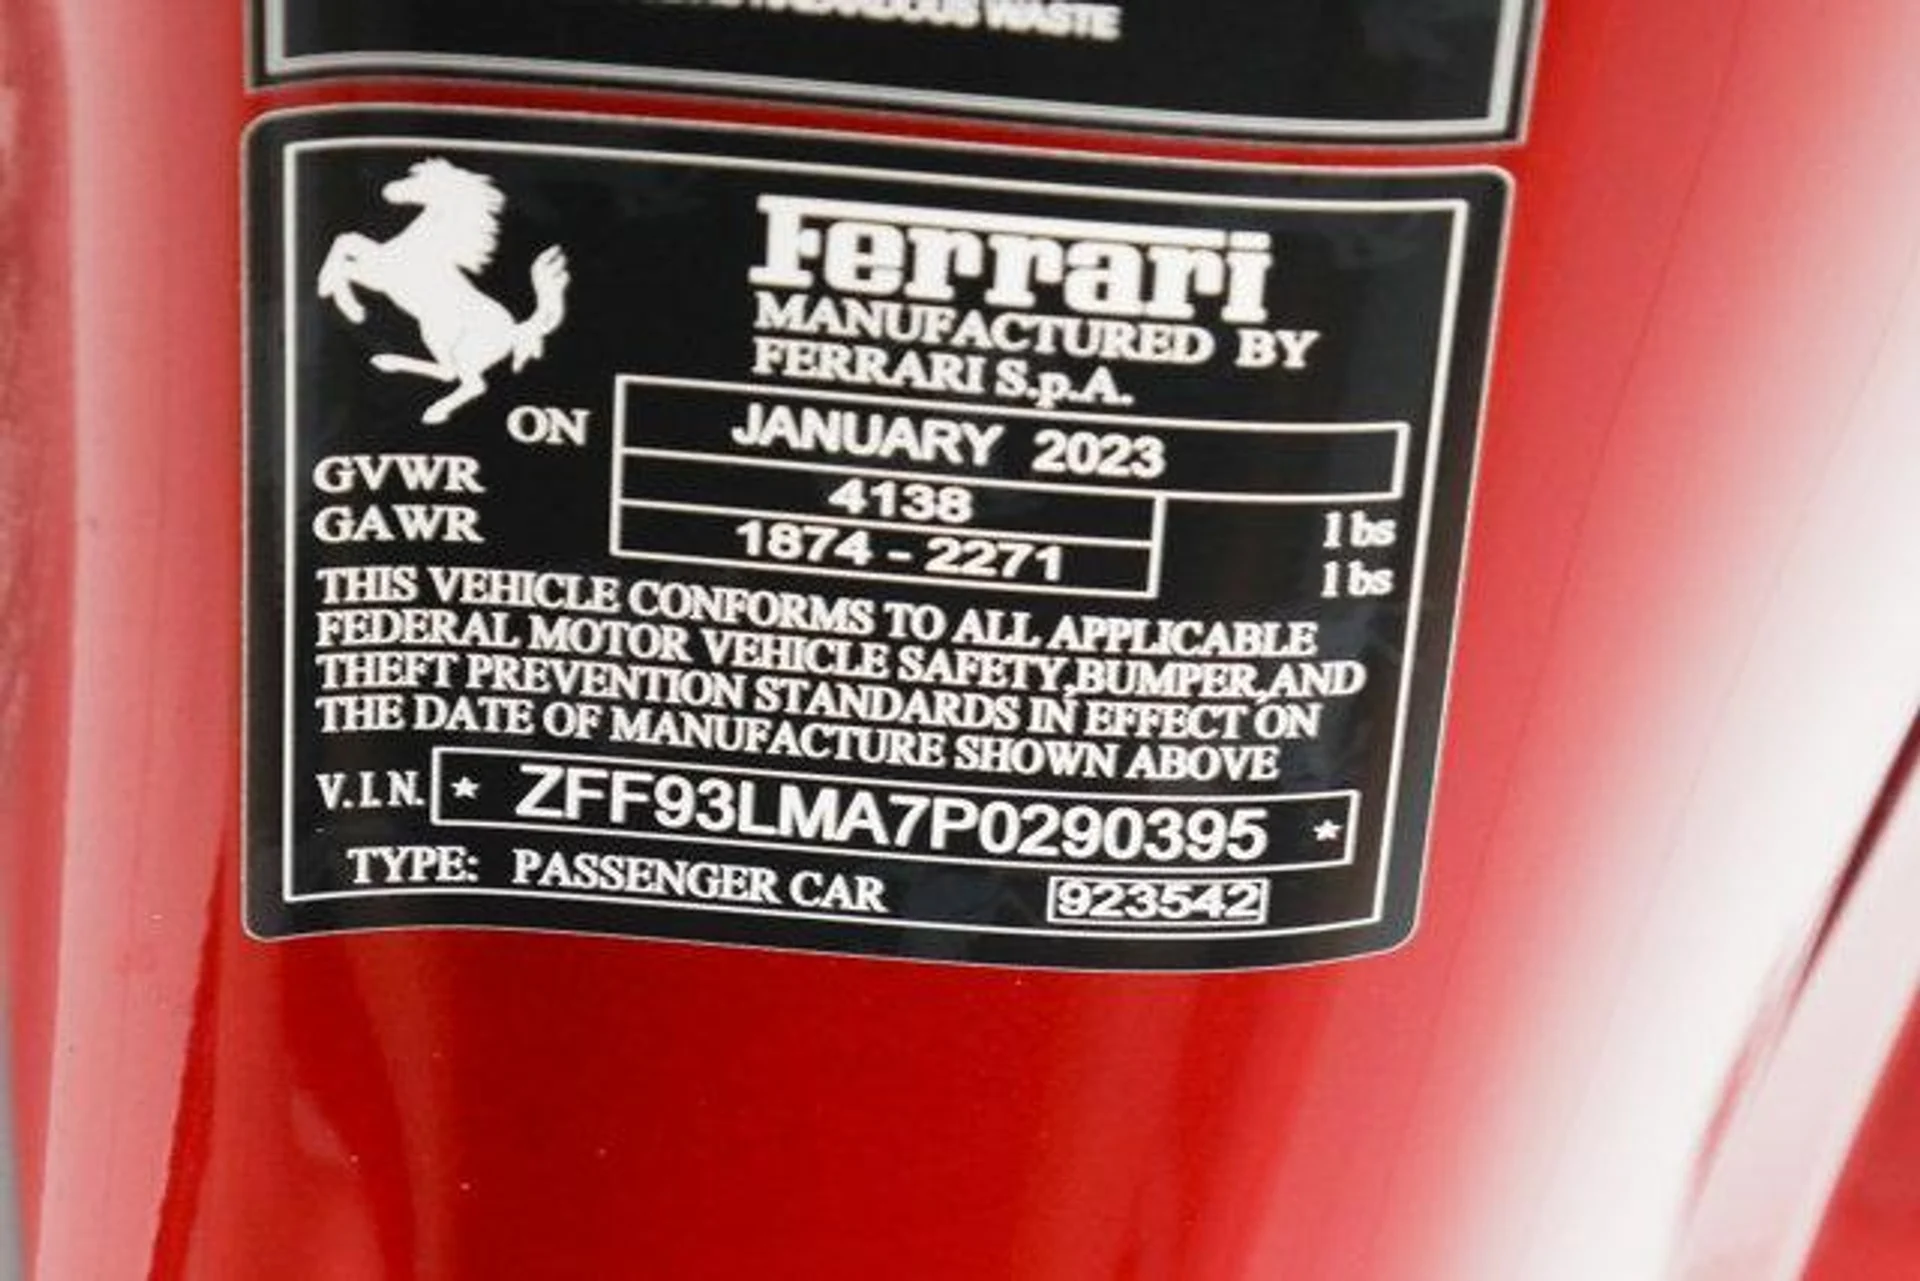 WASTE
Ferrari
MANUFACTURED BY
FERRARI S.p.A.
ON JANUARY 2023
GVWR 4138 lbs
GAWR 1874 - 2271 lbs
THIS VEHICLE CONFORMS TO ALL APPLICABLE
FEDERAL MOTOR VEHICLE SAFETY,BUMPER,AND
THEFT PREVENTION STANDARDS IN EFFECT ON
THE DATE OF MANUFACTURE SHOWN ABOVE
V.I.N. * ZFF93LMA7P0290395 *
TYPE: PASSENGER CAR 923542